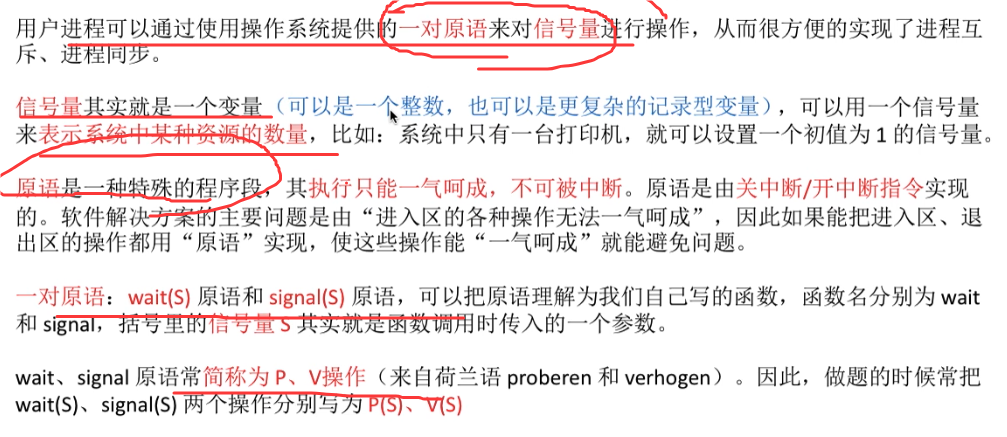 用户进程可以通过使用操作系统提供的一对原语来对信号量进行操作，从而很方便的实现了进程互
斥、进程同步。
信号量其实就是一个变量（可以是一个整数，也可以是更复杂的记录型变量），可以用一个信号量
来表示系统中某种资源的数量，比如：系统中只有一台打印机，就可以设置一个初值为 1 的信号量。
原语是一种特殊的程序段，其执行只能一气呵成，不可被中断。原语是由关中断/开中断指令实现
的。软件解决方案的主要问题是由“进入区的各种操作无法一气呵成”，因此如果能把进入区、退
出区的操作都用“原语”实现，使这些操作能“一气呵成”就能避免问题。
一对原语：wait(S) 原语和 signal(S) 原语，可以把原语理解为我们自己写的函数，函数名分别为 wait
和 signal，括号里的信号量 S 其实就是函数调用时传入的一个参数。
wait、signal 原语常简称为 P、V操作（来自荷兰语 proberen 和 verhogen）。因此，做题的时候常把
wait(S)、signal(S) 两个操作分别写为 P(S)、V(S)